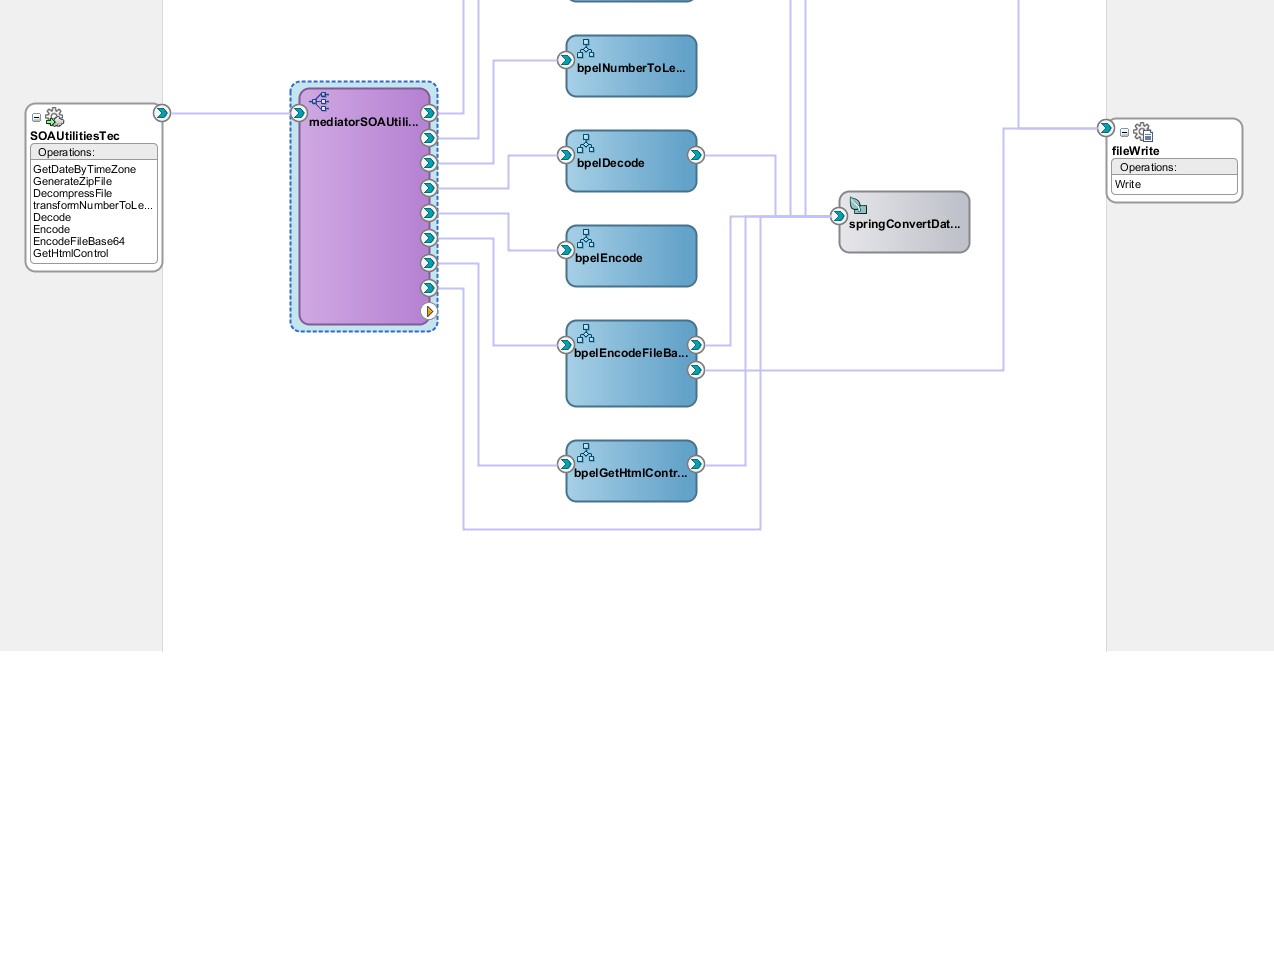 SOAUtilitiesTec
Operations:
GetDateByTimeZone
GenerateZipFile
DecompressFile
transformNumberToLe...
Decode
Encode
EncodeFileBase64
GetHtmlControl
mediatorSOAUtili...
bpelNumberToLe...
bpelDecode
bpelEncode
bpelEncodeFileBa...
bpelGetHtmlContr...
springConvertDat...
fileWrite
Operations:
Write